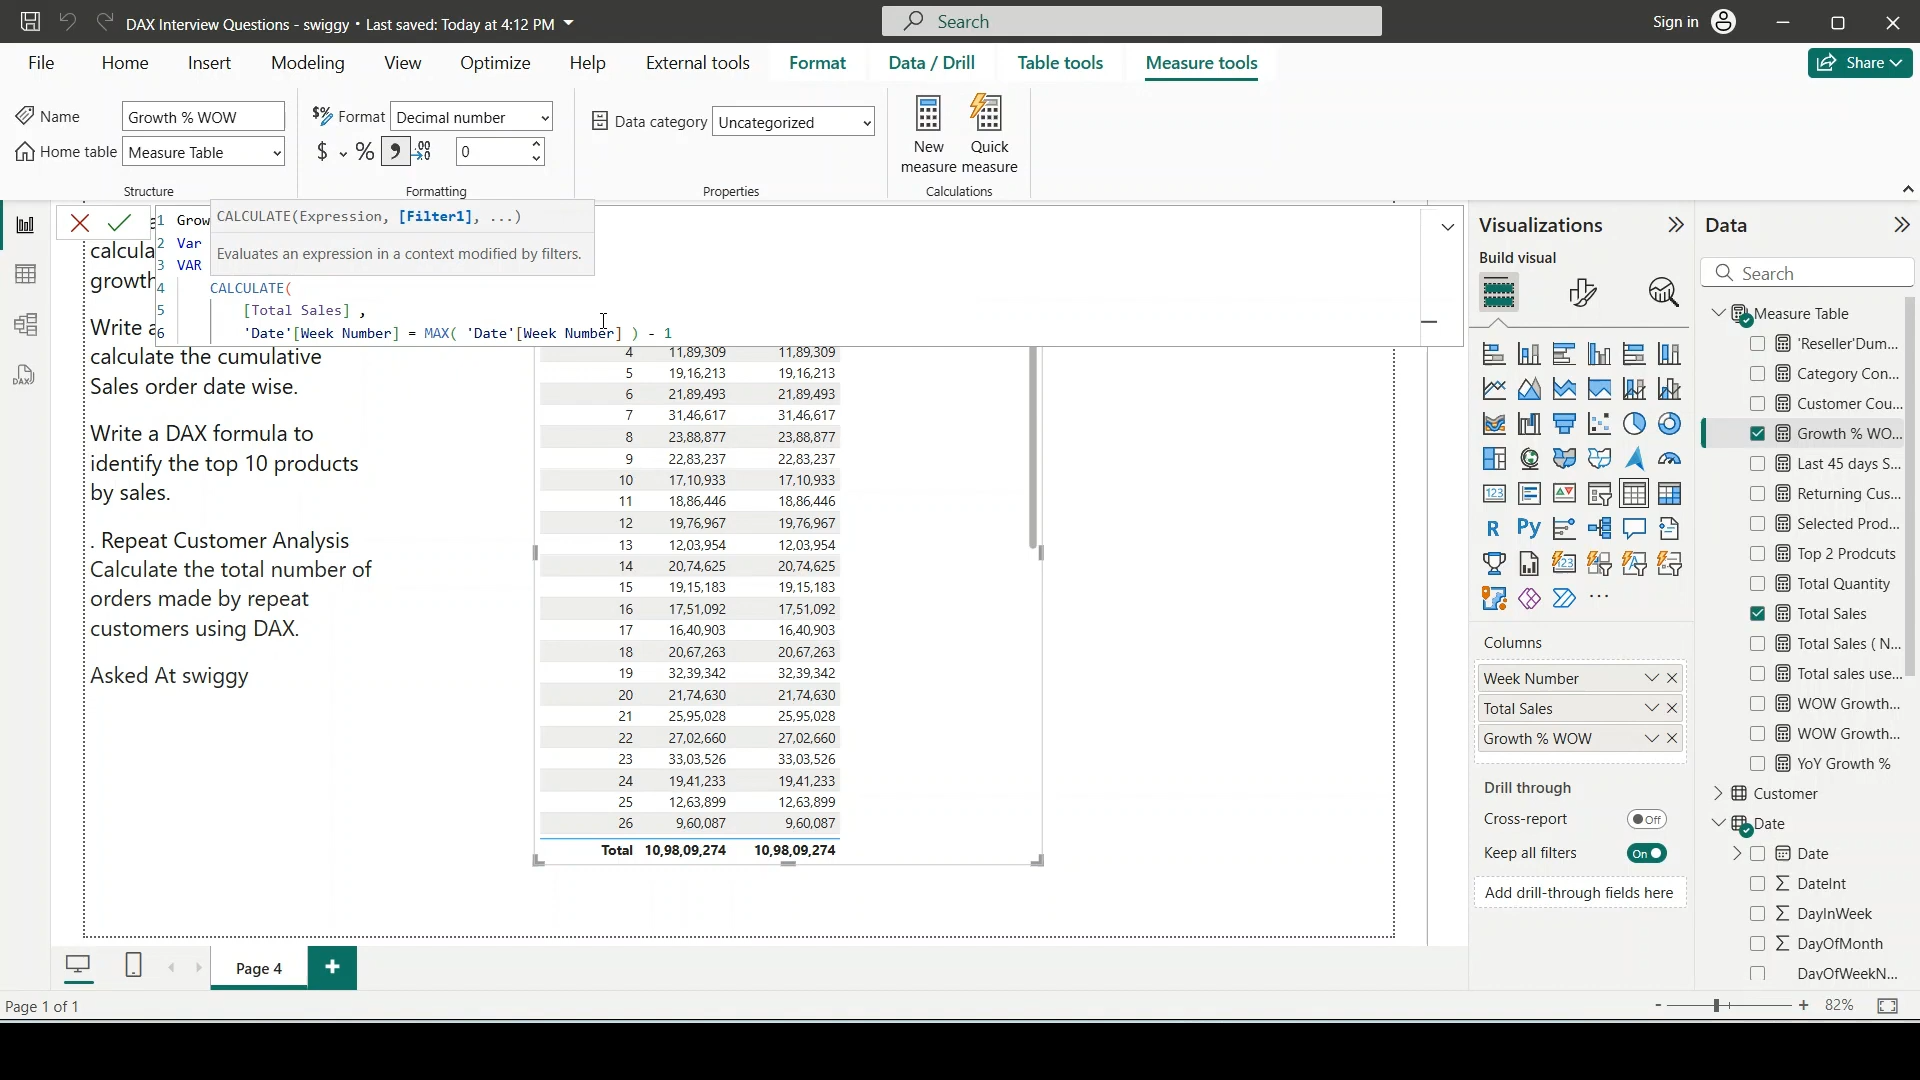 DAX Interview Questions - swiggy • Last saved: Today at 4:12 PM
Search
Sign in
File
Home
Insert
Modeling
View
Optimize
Help
External tools
Format
Data / Drill
Table tools
Measure tools
Share
Name
Growth % WOW
Home table
Measure Table
Structure
$% Format
Decimal number
$ % , .00
0
Formatting
Data category
Uncategorized
Properties
New measure
Quick measure
Calculations
1 Grow
2 Var
3 VAR
4 CALCULATE(
5 [Total Sales] ,
6 'Date'[Week Number] = MAX( 'Date'[Week Number] ) - 1
CALCULATE(Expression, [Filter1], ...)
Evaluates an expression in a context modified by filters.
calcula
growth
Write a
calculate the cumulative
Sales order date wise.
Write a DAX formula to
identify the top 10 products
by sales.
. Repeat Customer Analysis
Calculate the total number of
orders made by repeat
customers using DAX.
Asked At swiggy
4 11,89,309 11,89,309
5 19,16,213 19,16,213
6 21,89,493 21,89,493
7 31,46,617 31,46,617
8 23,88,877 23,88,877
9 22,83,237 22,83,237
10 17,10,933 17,10,933
11 18,86,446 18,86,446
12 19,76,967 19,76,967
13 12,03,954 12,03,954
14 20,74,625 20,74,625
15 19,15,183 19,15,183
16 17,51,092 17,51,092
17 16,40,903 16,40,903
18 20,67,263 20,67,263
19 32,39,342 32,39,342
20 21,74,630 21,74,630
21 25,95,028 25,95,028
22 27,02,660 27,02,660
23 33,03,526 33,03,526
24 19,41,233 19,41,233
25 12,63,899 12,63,899
26 9,60,087 9,60,087
Total 10,98,09,274 10,98,09,274
Visualizations
Build visual
123
R Py
123
...
Columns
Week Number
Total Sales
Growth % WOW
Drill through
Cross-report
Off
Keep all filters
On
Add drill-through fields here
Data
Search
Measure Table
'Reseller'Dum...
Category Con...
Customer Cou...
Growth % WO...
Last 45 days S...
Returning Cus...
Selected Prod...
Top 2 Prodcuts
Total Quantity
Total Sales
Total Sales ( N...
Total sales use...
WOW Growth...
WOW Growth...
YoY Growth %
Customer
Date
Date
DateInt
DayInWeek
DayOfMonth
DayOfWeekN...
Page 4
Page 1 of 1
- + 82%